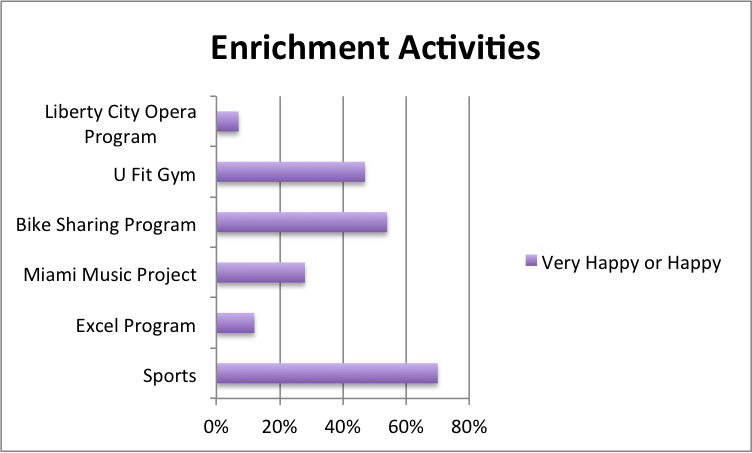 Enrichment Activities
Liberty City Opera
Program
U Fit Gym
Bike Sharing Program
Miami Music Project
Excel Program
Sports
Very Happy or Happy
0% 20% 40% 60% 80%